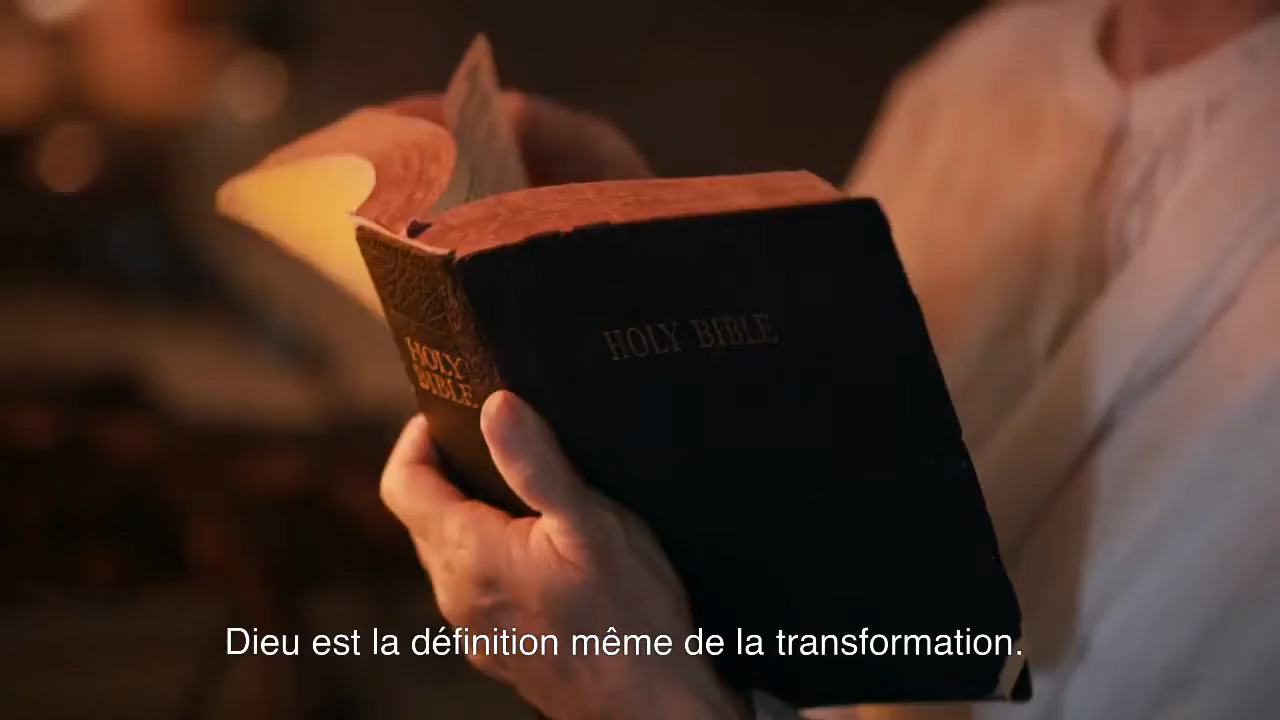 HOLY BIBLE
HOLY
BIBLE
Dieu est la définition même de la transformation.